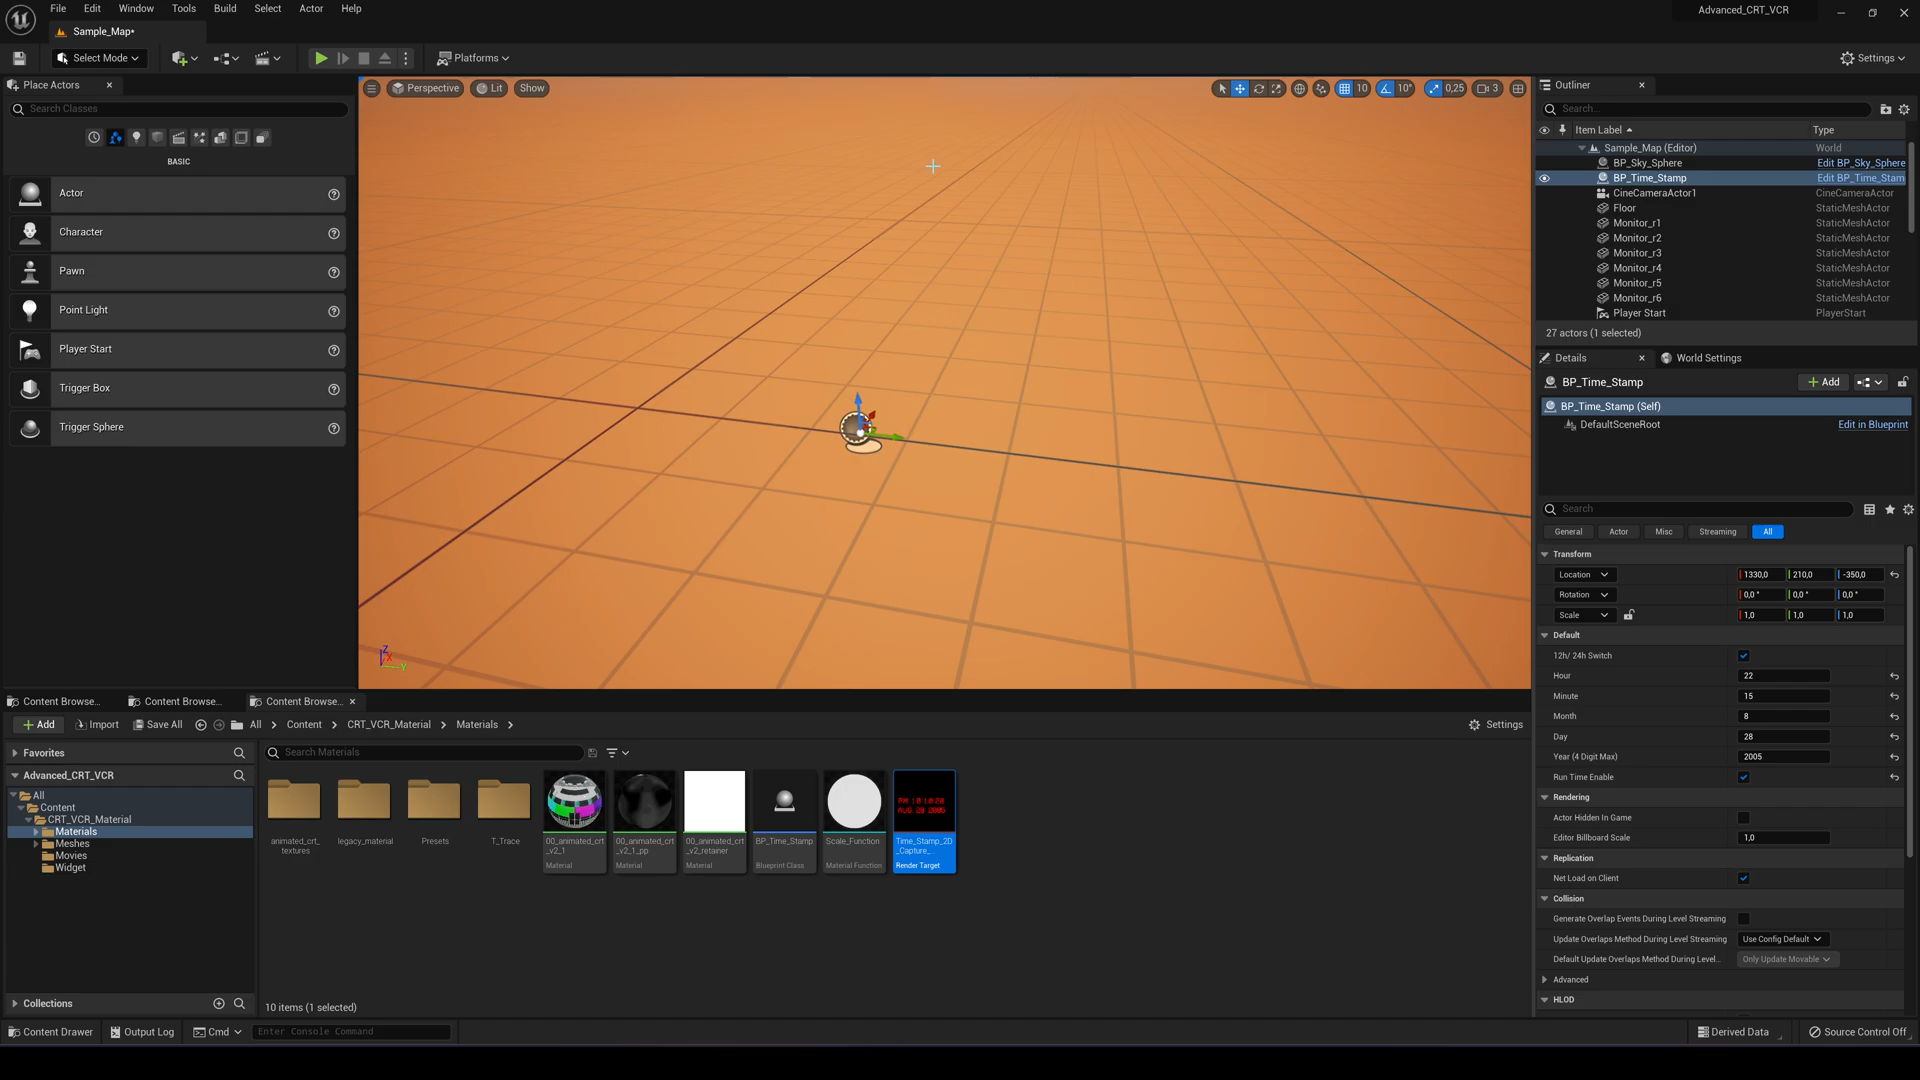 File Edit Window Tools Build Select Actor Help
Advanced_CRT_VCR
Sample_Map*
Select Mode
Platforms
Settings
Place Actors
Search Classes
BASIC
Actor
Character
Pawn
Point Light
Player Start
Trigger Box
Trigger Sphere
Perspective Lit Show
10 10° 0,25 3
Z X Y
Outliner
Search...
Item Label Type
Sample_Map (Editor) World
BP_Sky_Sphere Edit BP_Sky_Sphere
BP_Time_Stamp Edit BP_Time_Stam
CineCameraActor1 CineCameraActor
Floor StaticMeshActor
Monitor_r1 StaticMeshActor
Monitor_r2 StaticMeshActor
Monitor_r3 StaticMeshActor
Monitor_r4 StaticMeshActor
Monitor_r5 StaticMeshActor
Monitor_r6 StaticMeshActor
Player Start PlayerStart
27 actors (1 selected)
Details World Settings
BP_Time_Stamp Add
BP_Time_Stamp (Self)
DefaultSceneRoot Edit in Blueprint
Search
General Actor Misc Streaming All
Transform
Location 1330,0 210,0 -350,0
Rotation 0,0 ° 0,0 ° 0,0 °
Scale 1,0 1,0 1,0
Default
12h/ 24h Switch
Hour 22
Minute 15
Month 8
Day 28
Year (4 Digit Max) 2005
Run Time Enable
Rendering
Actor Hidden In Game
Editor Billboard Scale 1,0
Replication
Net Load on Client
Collision
Generate Overlap Events During Level Streaming
Update Overlaps Method During Level Streaming Use Config Default
Default Update Overlaps Method During Level... Only Update Movable
Advanced
HLOD
Content Browse... Content Browse... Content Browse...
Add Import Save All All Content CRT_VCR_Material Materials Settings
Favorites
Advanced_CRT_VCR
All
Content
CRT_VCR_Material
Materials
Meshes
Movies
Widget
Collections
Search Materials
animated_crt_
textures
legacy_material
Presets
T_Trace
00_animated_crt
_v2_1
Material
00_animated_crt
_v2_1_pp
Material
00_animated_crt
_v2_retainer
Material
BP_Time_Stamp
Blueprint Class
Scale_Function
Material Function
Time_Stamp_2D
_Capture_...
Render Target
10 items (1 selected)
Content Drawer Output Log Cmd Enter Console Command Derived Data Source Control Off